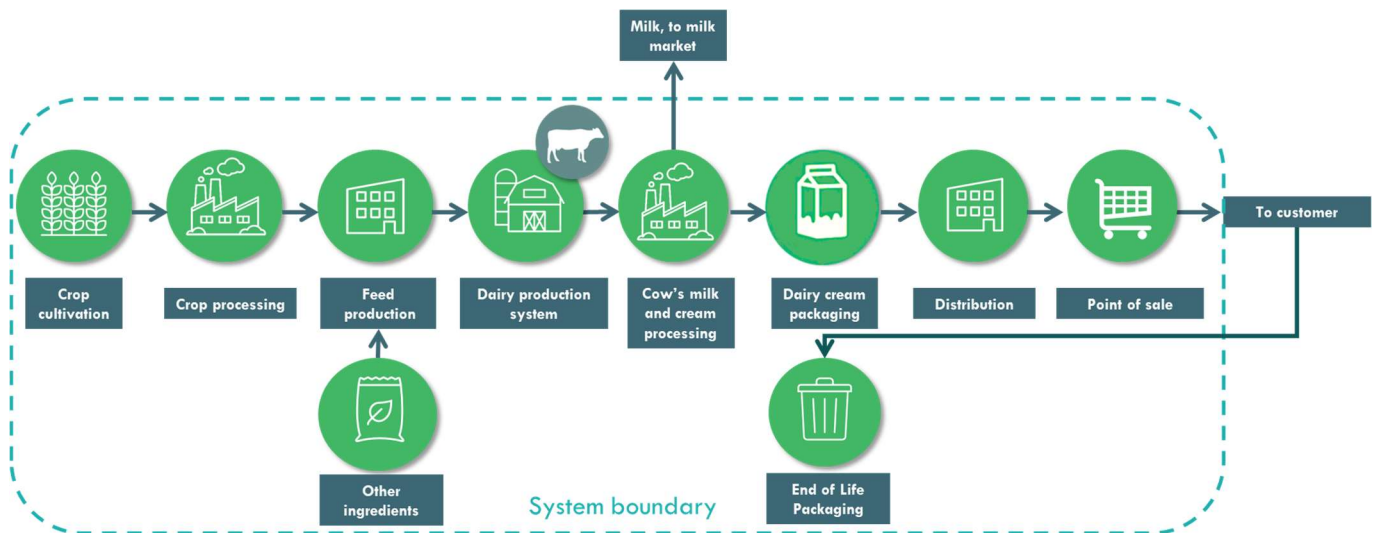 Milk, to milk
market
To customer
Crop
cultivation
Crop processing
Feed
production
Dairy production
system
Cow's milk
and cream
processing
Dairy cream
packaging
Distribution
Point of sale
Other
ingredients
End of Life
Packaging
System boundary